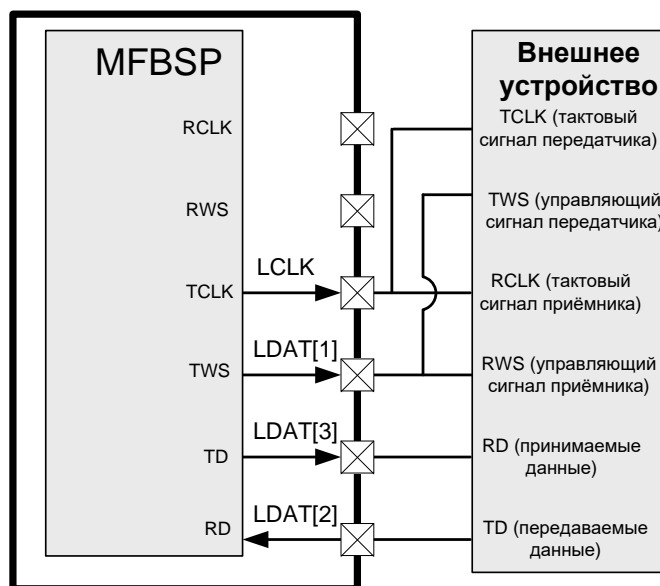 MFBSP
RCLK
RWS
TCLK
TWS
TD
RD
LCLK
LDAT[1]
LDAT[3]
LDAT[2]
Внешнее
устройство
TCLK (тактовый
сигнал передатчика)
TWS (управляющий
сигнал передатчика)
RCLK (тактовый
сигнал приёмника)
RWS (управляющий
сигнал приёмника)
RD (принимаемые
данные)
TD (передаваемые
данные)